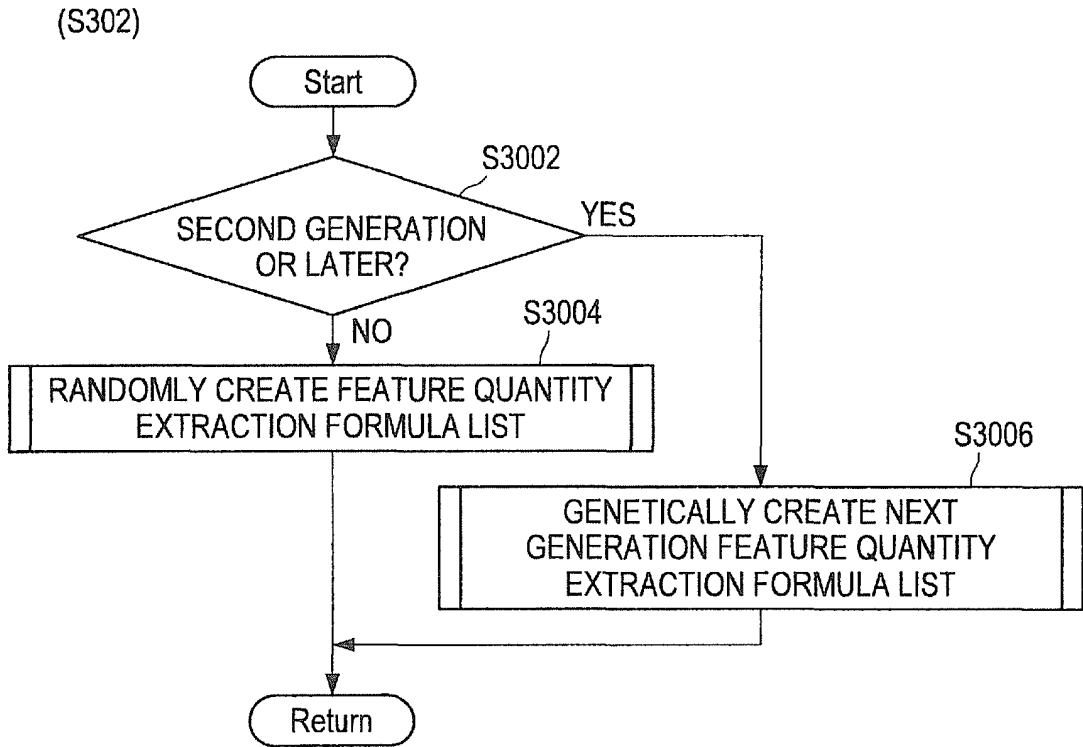 (S302)
Start
S3002
SECOND GENERATION
OR LATER?
YES
NO
S3004
RANDOMLY CREATE FEATURE QUANTITY
EXTRACTION FORMULA LIST
S3006
GENETICALLY CREATE NEXT
GENERATION FEATURE QUANTITY
EXTRACTION FORMULA LIST
Return